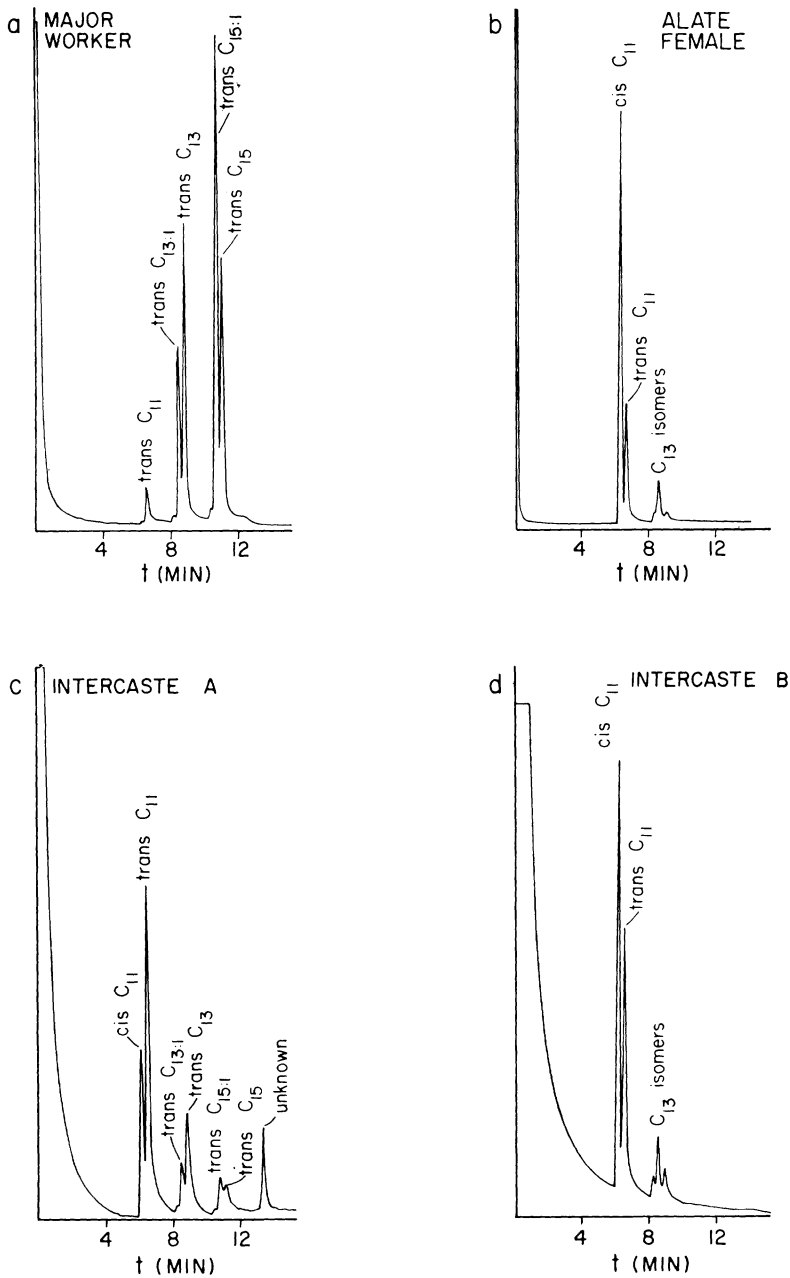 a MAJOR
WORKER
trans C11
trans C13:1
trans C13
trans C15:1
trans C15
4 8 12
t (MIN)
b ALATE
FEMALE
cis C11
trans C11
C13 isomers
4 8 12
t (MIN)
c INTERCASTE A
cis C11
trans C11
trans C13:1
trans C13
trans C15:1
trans C15
unknown
4 8 12
t (MIN)
d INTERCASTE B
cis C11
trans C11
C13 isomers
4 8 12
t (MIN)